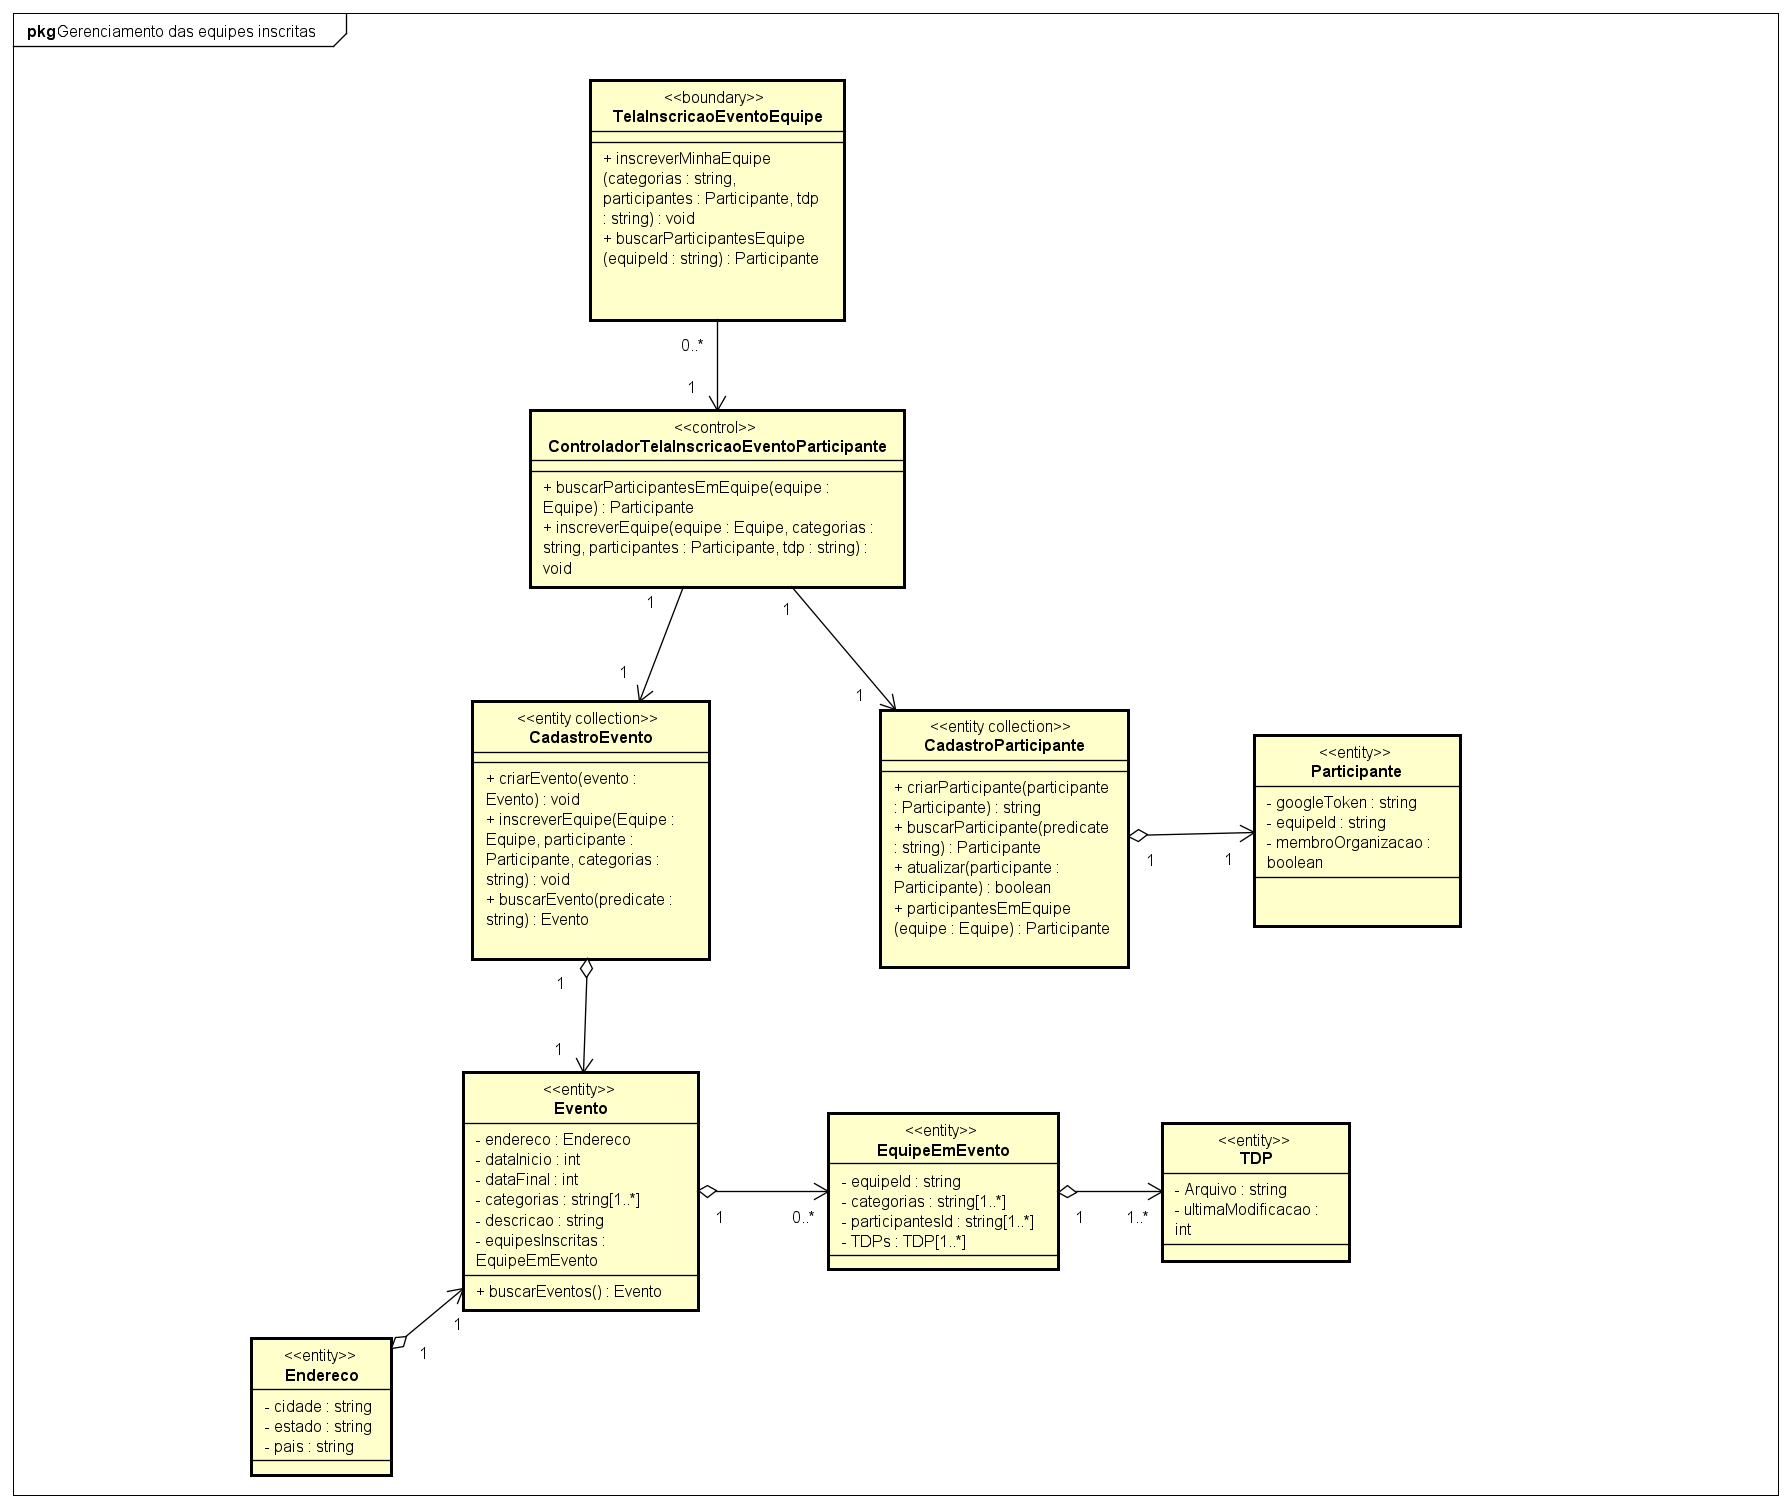 pkg Gerenciamento das equipes inscritas
<<boundary>>
TelaInscricaoEventoEquipe
+ inscreverMinhaEquipe
(categorias : string,
participantes : Participante, tdp
: string) : void
+ buscarParticipantesEquipe
(equipeId : string) : Participante
0..*
1
<<control>>
ControladorTelaInscricaoEventoParticipante
+ buscarParticipantesEmEquipe(equipe :
Equipe) : Participante
+ inscreverEquipe(equipe : Equipe, categorias :
string, participantes : Participante, tdp : string) :
void
1
1
1
1
<<entity collection>>
CadastroEvento
+ criarEvento(evento :
Evento) : void
+ inscreverEquipe(Equipe :
Equipe, participante :
Participante, categorias :
string) : void
+ buscarEvento(predicate :
string) : Evento
<<entity collection>>
CadastroParticipante
+ criarParticipante(participante
: Participante) : string
+ buscarParticipante(predicate
: string) : Participante
+ atualizar(participante :
Participante) : boolean
+ participantesEmEquipe
(equipe : Equipe) : Participante
1
1
<<entity>>
Participante
- googleToken : string
- equipeId : string
- membroOrganizacao :
boolean
1
1
<<entity>>
Evento
- endereco : Endereco
- dataInicio : int
- dataFinal : int
- categorias : string[1..*]
- descricao : string
- equipesInscritas :
EquipeEmEvento
+ buscarEventos() : Evento
1
0..*
<<entity>>
EquipeEmEvento
- equipeId : string
- categorias : string[1..*]
- participantesId : string[1..*]
- TDPs : TDP[1..*]
1
1..*
<<entity>>
TDP
- Arquivo : string
- ultimaModificacao :
int
1
1
<<entity>>
Endereco
- cidade : string
- estado : string
- pais : string